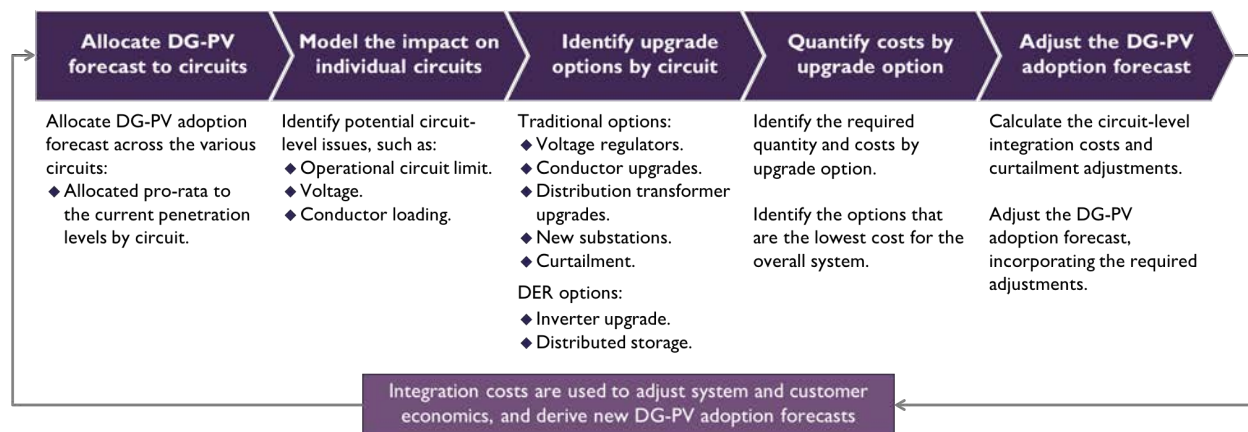 Allocate DG-PV
forecast to circuits
Model the impact on
individual circuits
Identify upgrade
options by circuit
Quantify costs by
upgrade option
Adjust the DG-PV
adoption forecast
Allocate DG-PV adoption
forecast across the various
circuits:
◆ Allocated pro-rata to
the current penetration
levels by circuit.
Identify potential circuit-
level issues, such as:
◆ Operational circuit limit.
◆ Voltage.
◆ Conductor loading.
Traditional options:
◆ Voltage regulators.
◆ Conductor upgrades.
◆ Distribution transformer
upgrades.
◆ New substations.
◆ Curtailment.
DER options:
◆ Inverter upgrade.
◆ Distributed storage.
Identify the required
quantity and costs by
upgrade option.
Identify the options that
are the lowest cost for the
overall system.
Calculate the circuit-level
integration costs and
curtailment adjustments.
Adjust the DG-PV
adoption forecast,
incorporating the required
adjustments.
Integration costs are used to adjust system and customer
economics, and derive new DG-PV adoption forecasts